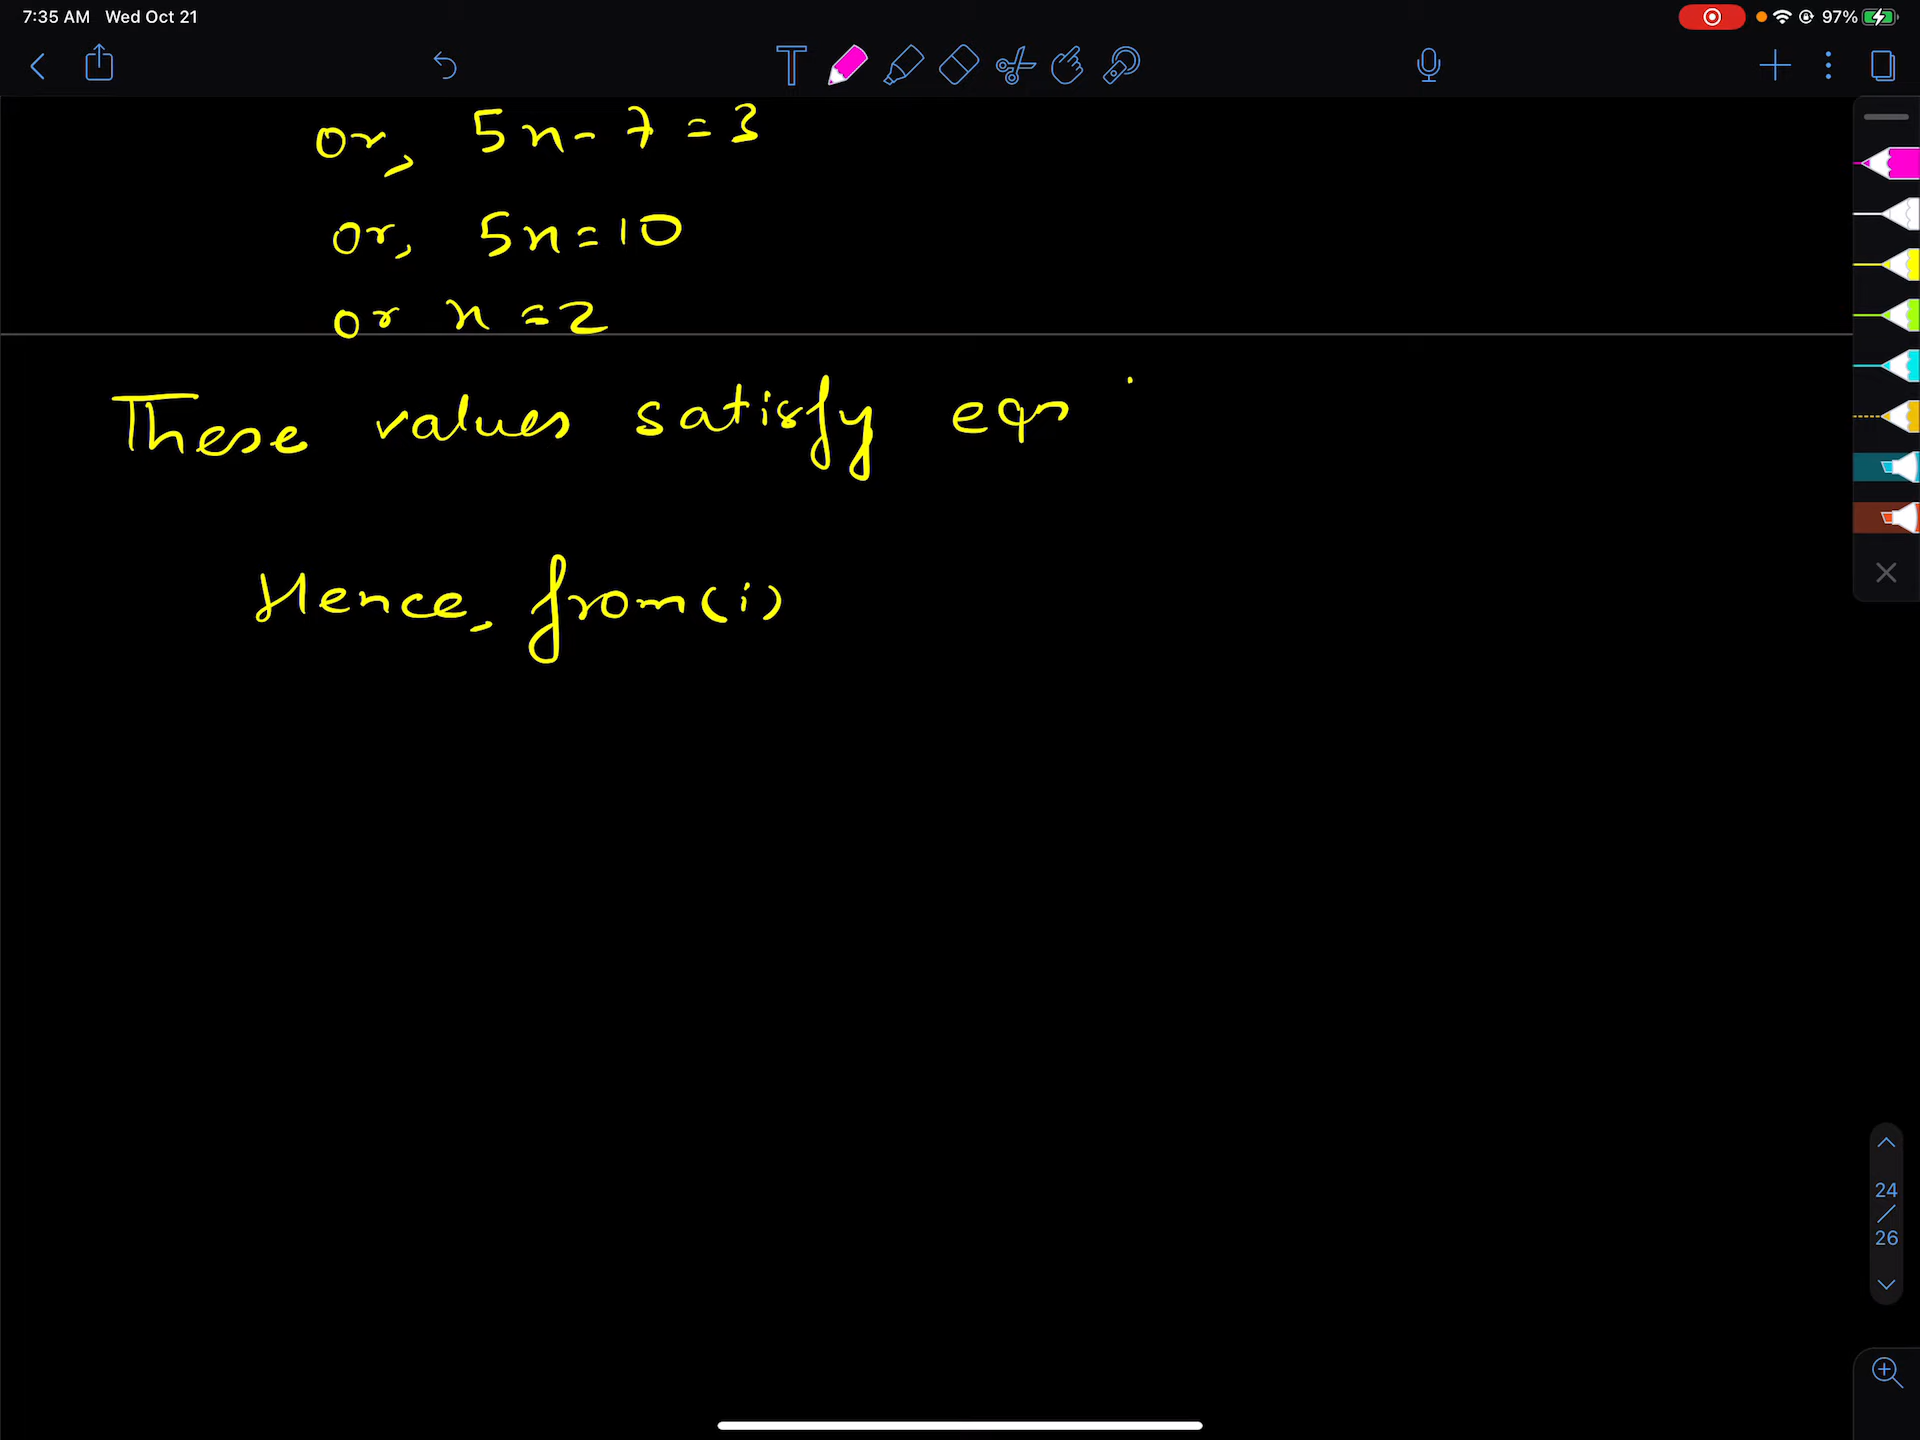 7:35 AM Wed Oct 21
97%
or, 5x - 7 = 3
or, 5x = 10
or x = 2
These values satisfy eqn
Hence, from (i)
24
/
26